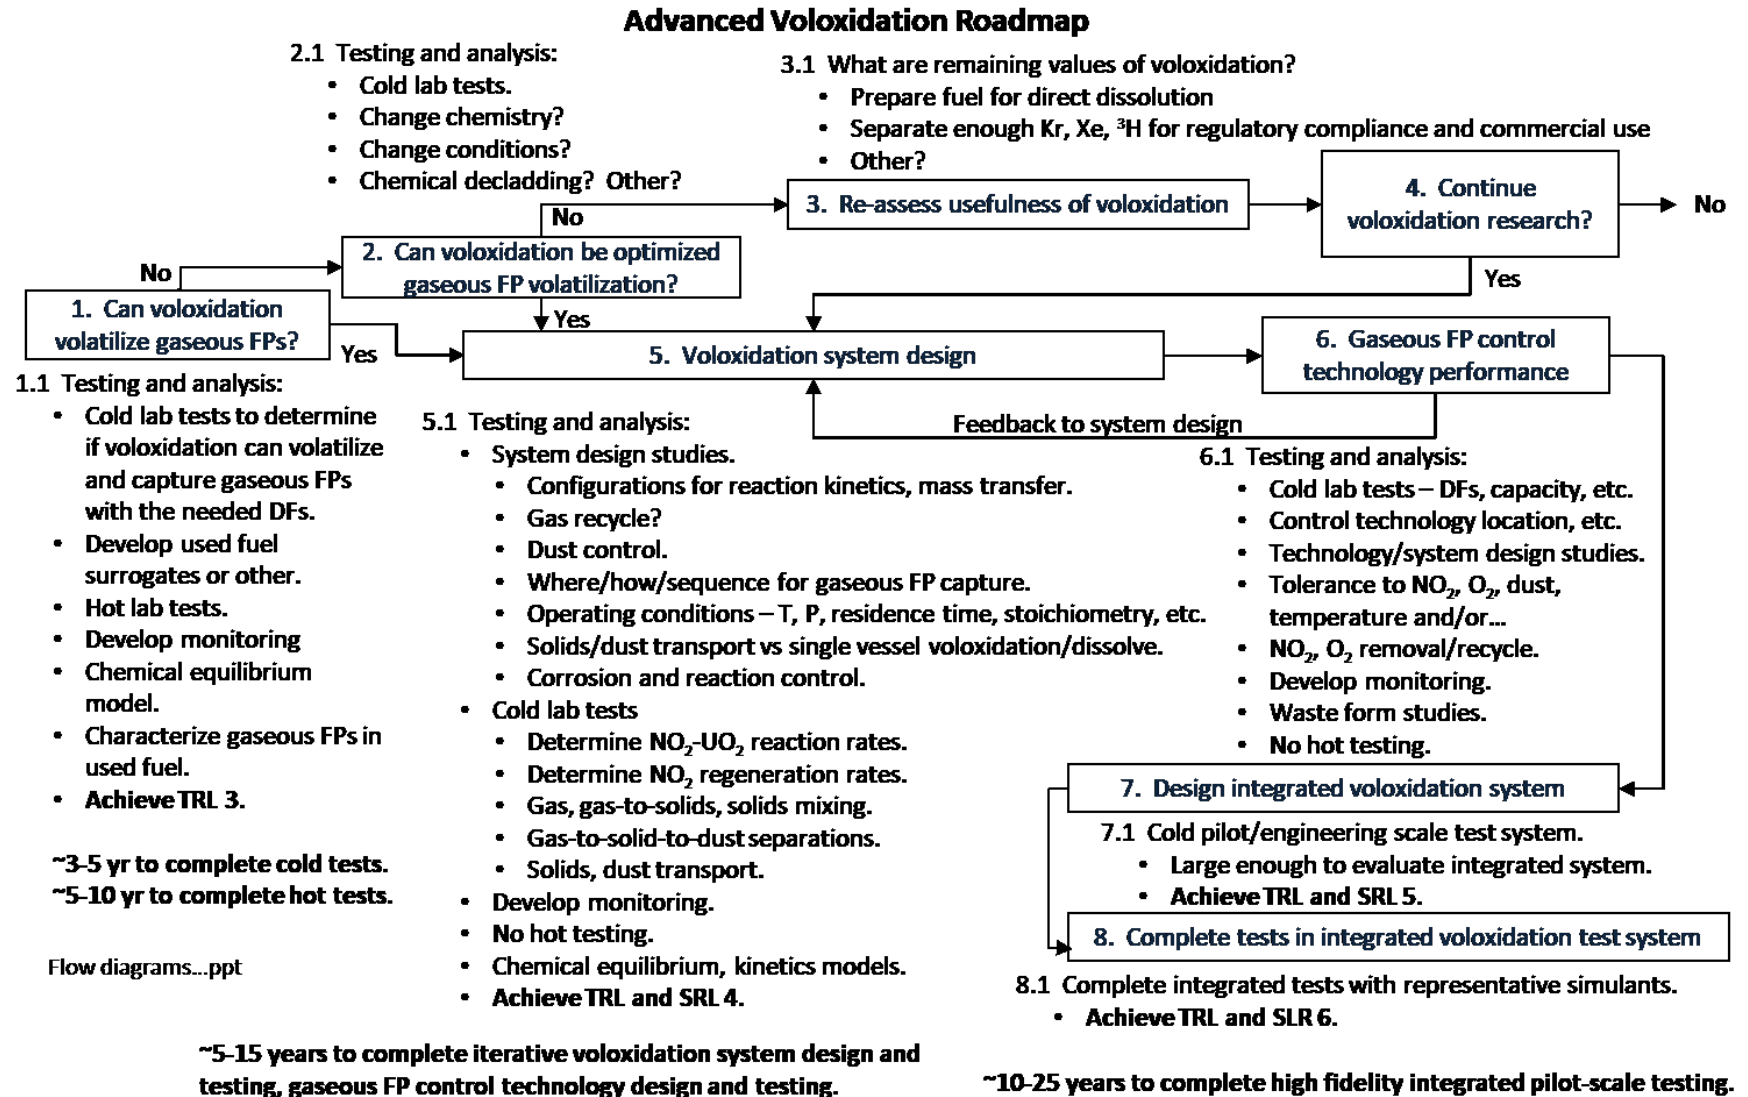 Advanced Voloxidation Roadmap
2.1 Testing and analysis:
• Cold lab tests.
• Change chemistry?
• Change conditions?
• Chemical decladding? Other?
3.1 What are remaining values of voloxidation?
• Prepare fuel for direct dissolution
• Separate enough Kr, Xe, ³H for regulatory compliance and commercial use
• Other?
3. Re-assess usefulness of voloxidation
4. Continue
voloxidation research?
No
No
2. Can voloxidation be optimized
gaseous FP volatilization?
No
Yes
Yes
1. Can voloxidation
volatilize gaseous FPs?
Yes
5. Voloxidation system design
6. Gaseous FP control
technology performance
Feedback to system design
1.1 Testing and analysis:
• Cold lab tests to determine
if voloxidation can volatilize
and capture gaseous FPs
with the needed DFs.
• Develop used fuel
surrogates or other.
• Hot lab tests.
• Develop monitoring
• Chemical equilibrium
model.
• Characterize gaseous FPs in
used fuel.
• Achieve TRL 3.
~3-5 yr to complete cold tests.
~5-10 yr to complete hot tests.
Flow diagrams...ppt
5.1 Testing and analysis:
• System design studies.
• Configurations for reaction kinetics, mass transfer.
• Gas recycle?
• Dust control.
• Where/how/sequence for gaseous FP capture.
• Operating conditions – T, P, residence time, stoichiometry, etc.
• Solids/dust transport vs single vessel voloxidation/dissolve.
• Corrosion and reaction control.
• Cold lab tests
• Determine NO₂-UO₂ reaction rates.
• Determine NO₂ regeneration rates.
• Gas, gas-to-solids, solids mixing.
• Gas-to-solid-to-dust separations.
• Solids, dust transport.
• Develop monitoring.
• No hot testing.
• Chemical equilibrium, kinetics models.
• Achieve TRL and SRL 4.
6.1 Testing and analysis:
• Cold lab tests – DFs, capacity, etc.
• Control technology location, etc.
• Technology/system design studies.
• Tolerance to NO₂, O₂, dust,
temperature and/or...
• NO₂, O₂ removal/recycle.
• Develop monitoring.
• Waste form studies.
• No hot testing.
7. Design integrated voloxidation system
7.1 Cold pilot/engineering scale test system.
• Large enough to evaluate integrated system.
• Achieve TRL and SRL 5.
8. Complete tests in integrated voloxidation test system
8.1 Complete integrated tests with representative simulants.
• Achieve TRL and SLR 6.
~5-15 years to complete iterative voloxidation system design and
testing, gaseous FP control technology design and testing.
~10-25 years to complete high fidelity integrated pilot-scale testing.